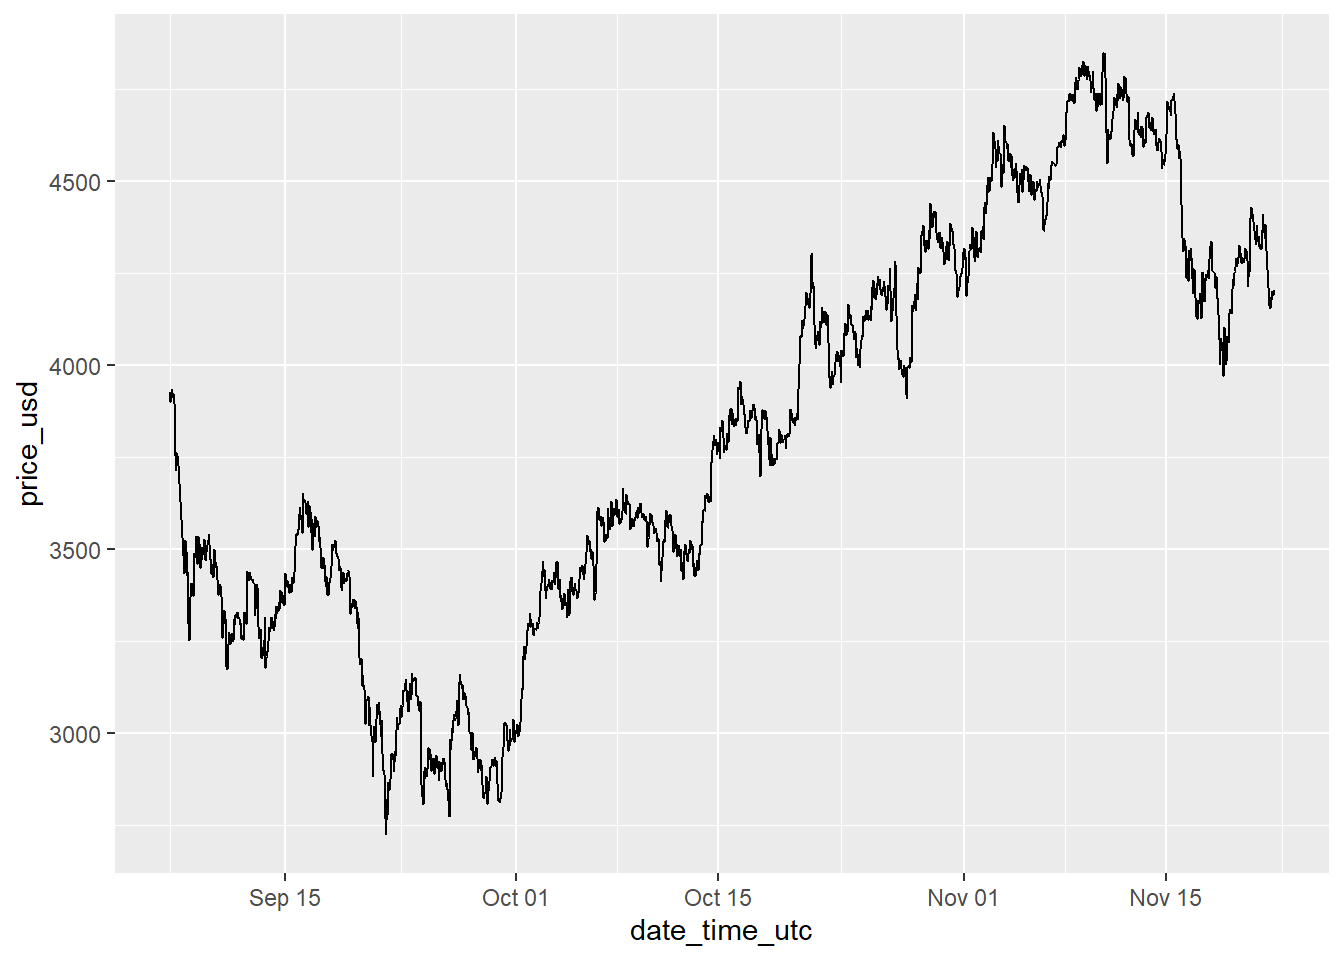 price_usd
4500
4000
3500
3000
Sep 15
Oct 01
Oct 15
Nov 01
Nov 15
date_time_utc